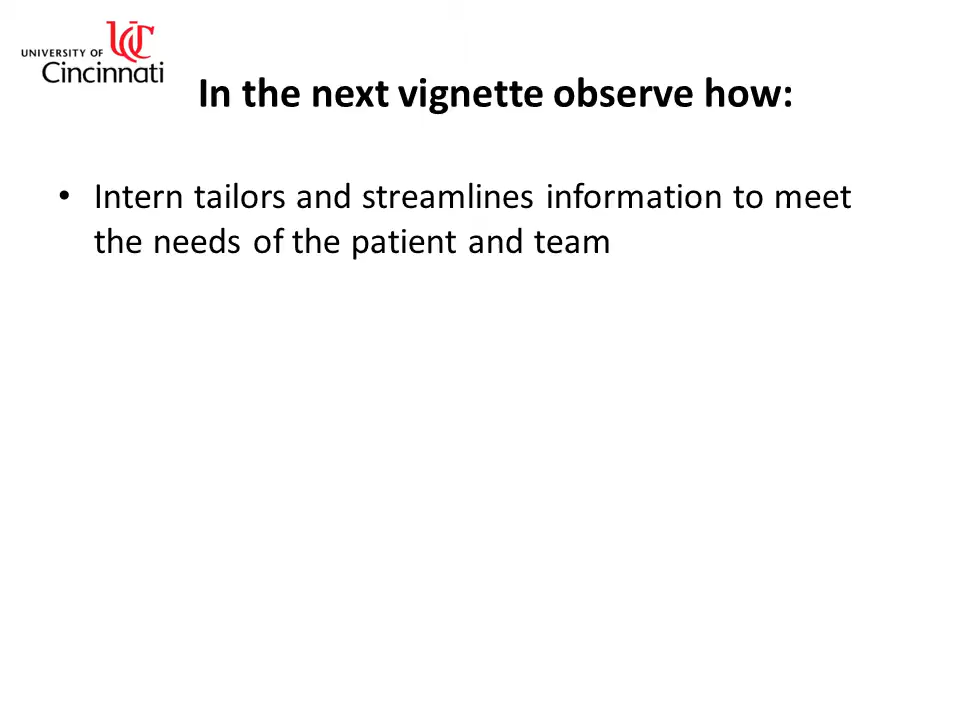 UNIVERSITY OF
Cincinnati
In the next vignette observe how:
• Intern tailors and streamlines information to meet
the needs of the patient and team